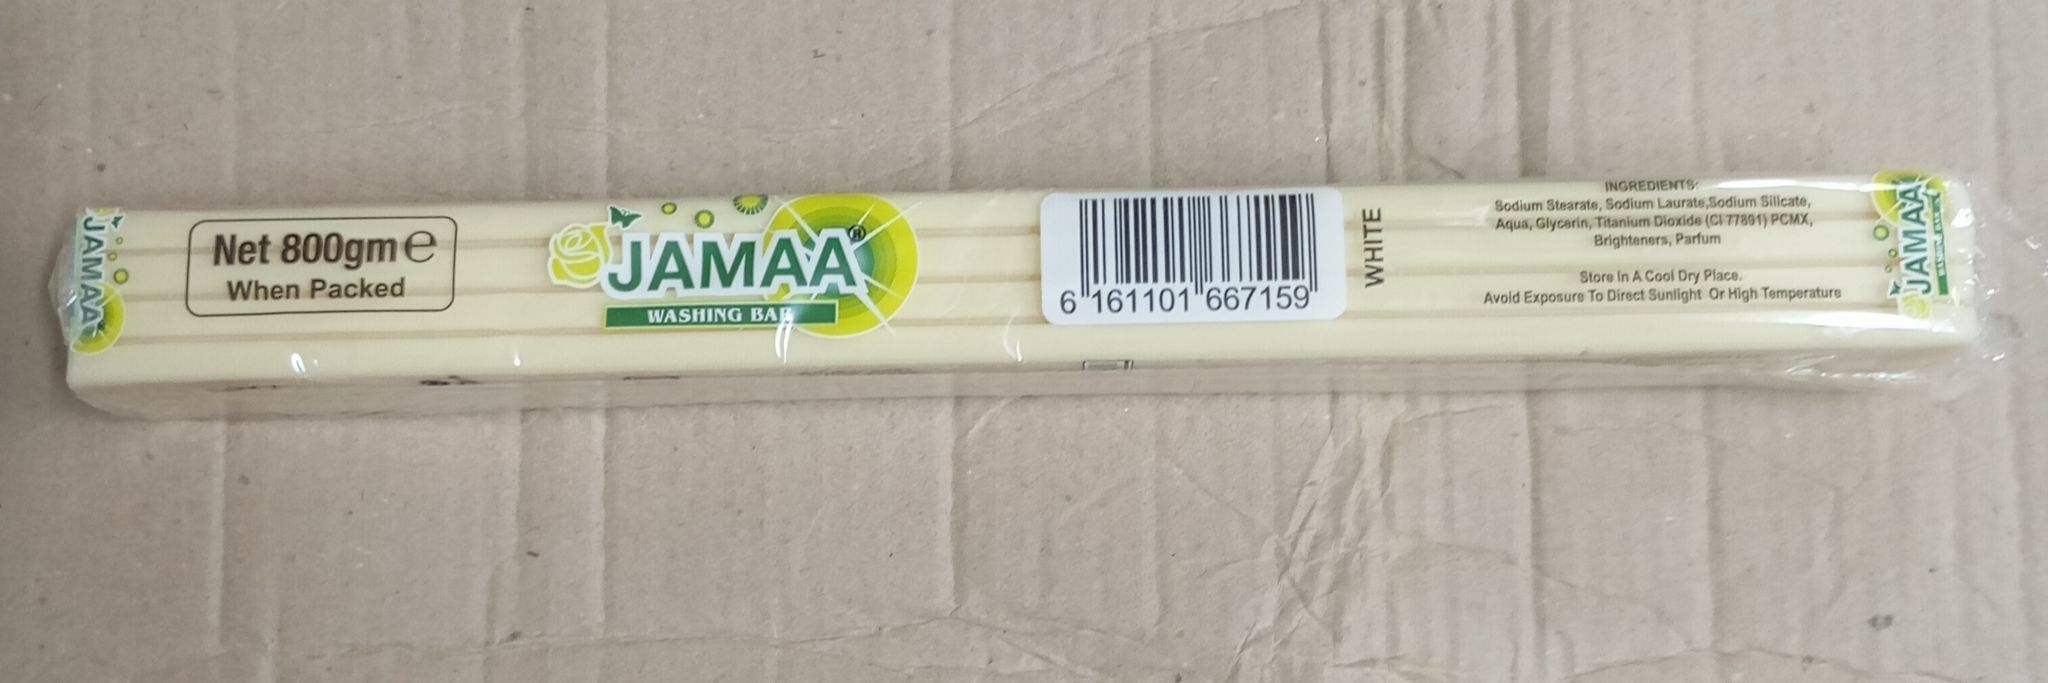 JAMAA
Net 800gm ℮
When Packed
JAMAA®
WASHING BAR
6 161101 667159
WHITE
INGREDIENTS:
Sodium Stearate, Sodium Laurate,Sodium Silicate,
Aqua, Glycerin, Titanium Dioxide (CI 77891) PCMX,
Brighteners, Parfum
Store In A Cool Dry Place.
Avoid Exposure To Direct Sunlight Or High Temperature
JAMAA
WASHING BAR